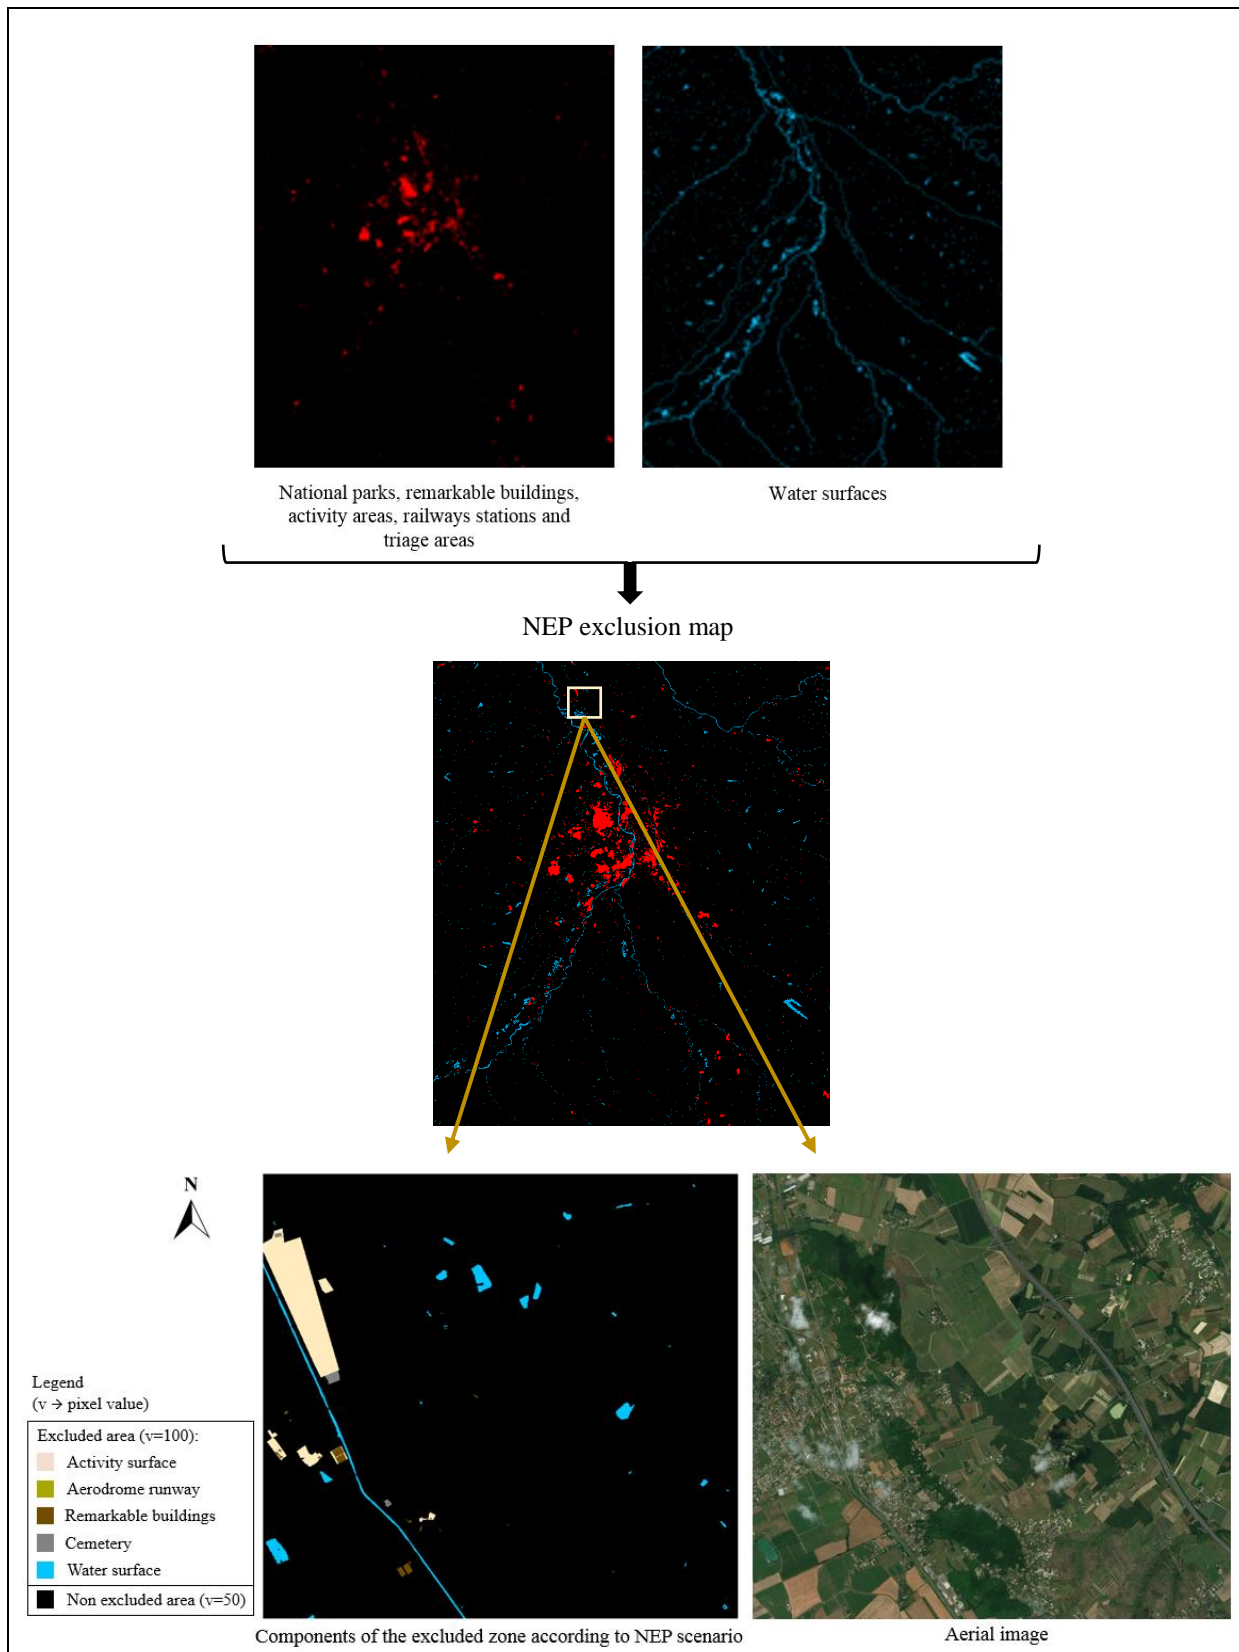 National parks, remarkable buildings,
activity areas, railways stations and
triage areas
Water surfaces
NEP exclusion map
N
Legend
(v → pixel value)
Excluded area (v=100):
Activity surface
Aerodrome runway
Remarkable buildings
Cemetery
Water surface
Non excluded area (v=50)
Components of the excluded zone according to NEP scenario
Aerial image